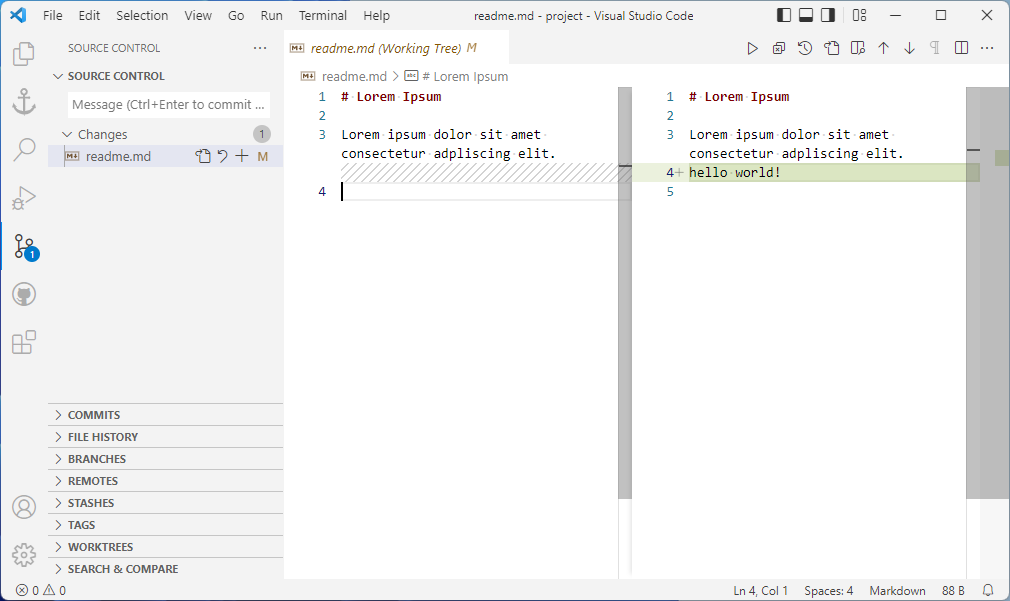 File Edit Selection View Go Run Terminal Help readme.md - project - Visual Studio Code
SOURCE CONTROL ...
SOURCE CONTROL
Message (Ctrl+Enter to commit ...
Changes 1
readme.md M
1
COMMITS
FILE HISTORY
BRANCHES
REMOTES
STASHES
TAGS
WORKTREES
SEARCH & COMPARE
readme.md (Working Tree) M
readme.md > # Lorem Ipsum
1 # Lorem Ipsum
2
3 Lorem ipsum dolor sit amet
consectetur adpliscing elit.
4
1 # Lorem Ipsum
2
3 Lorem ipsum dolor sit amet
consectetur adpliscing elit.
4+ hello world!
5
0 0 Ln 4, Col 1 Spaces: 4 Markdown 88 B